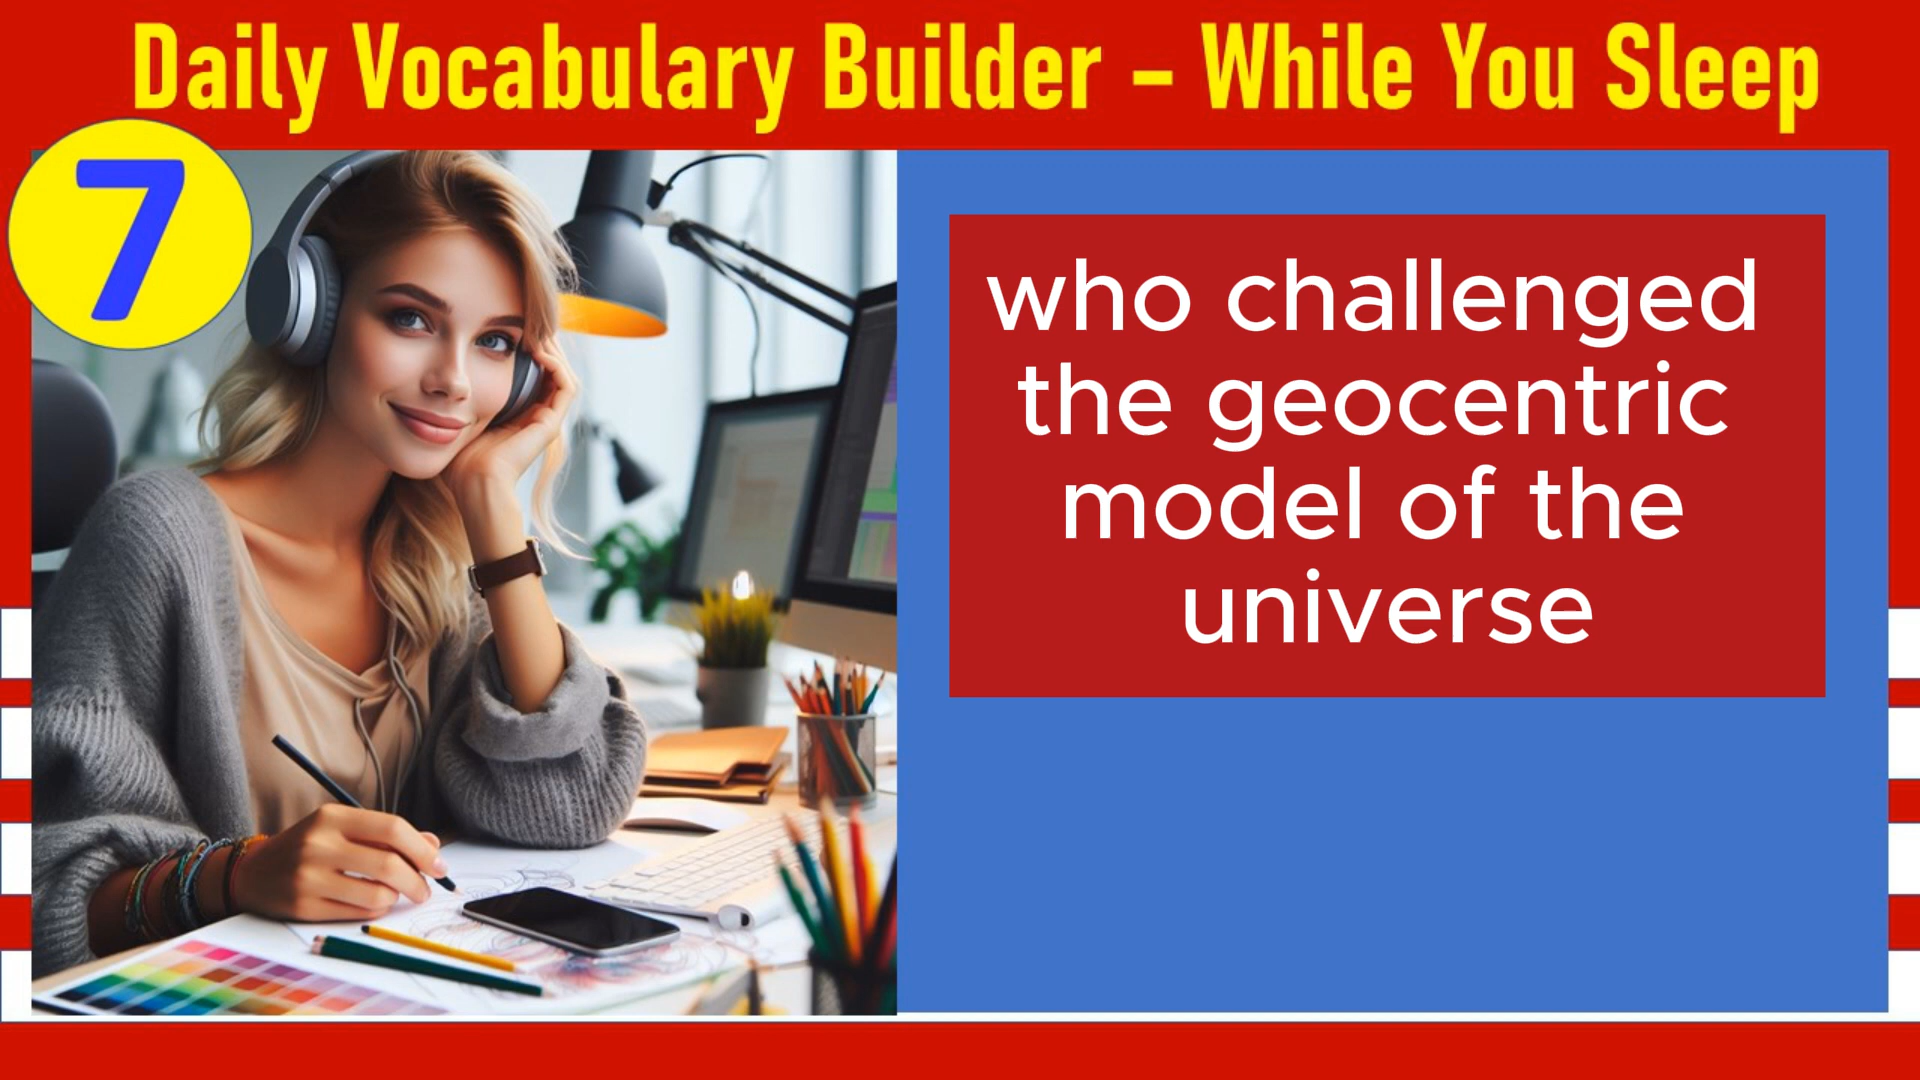 Daily Vocabulary Builder – While You Sleep
7
who challenged
the geocentric
model of the
universe